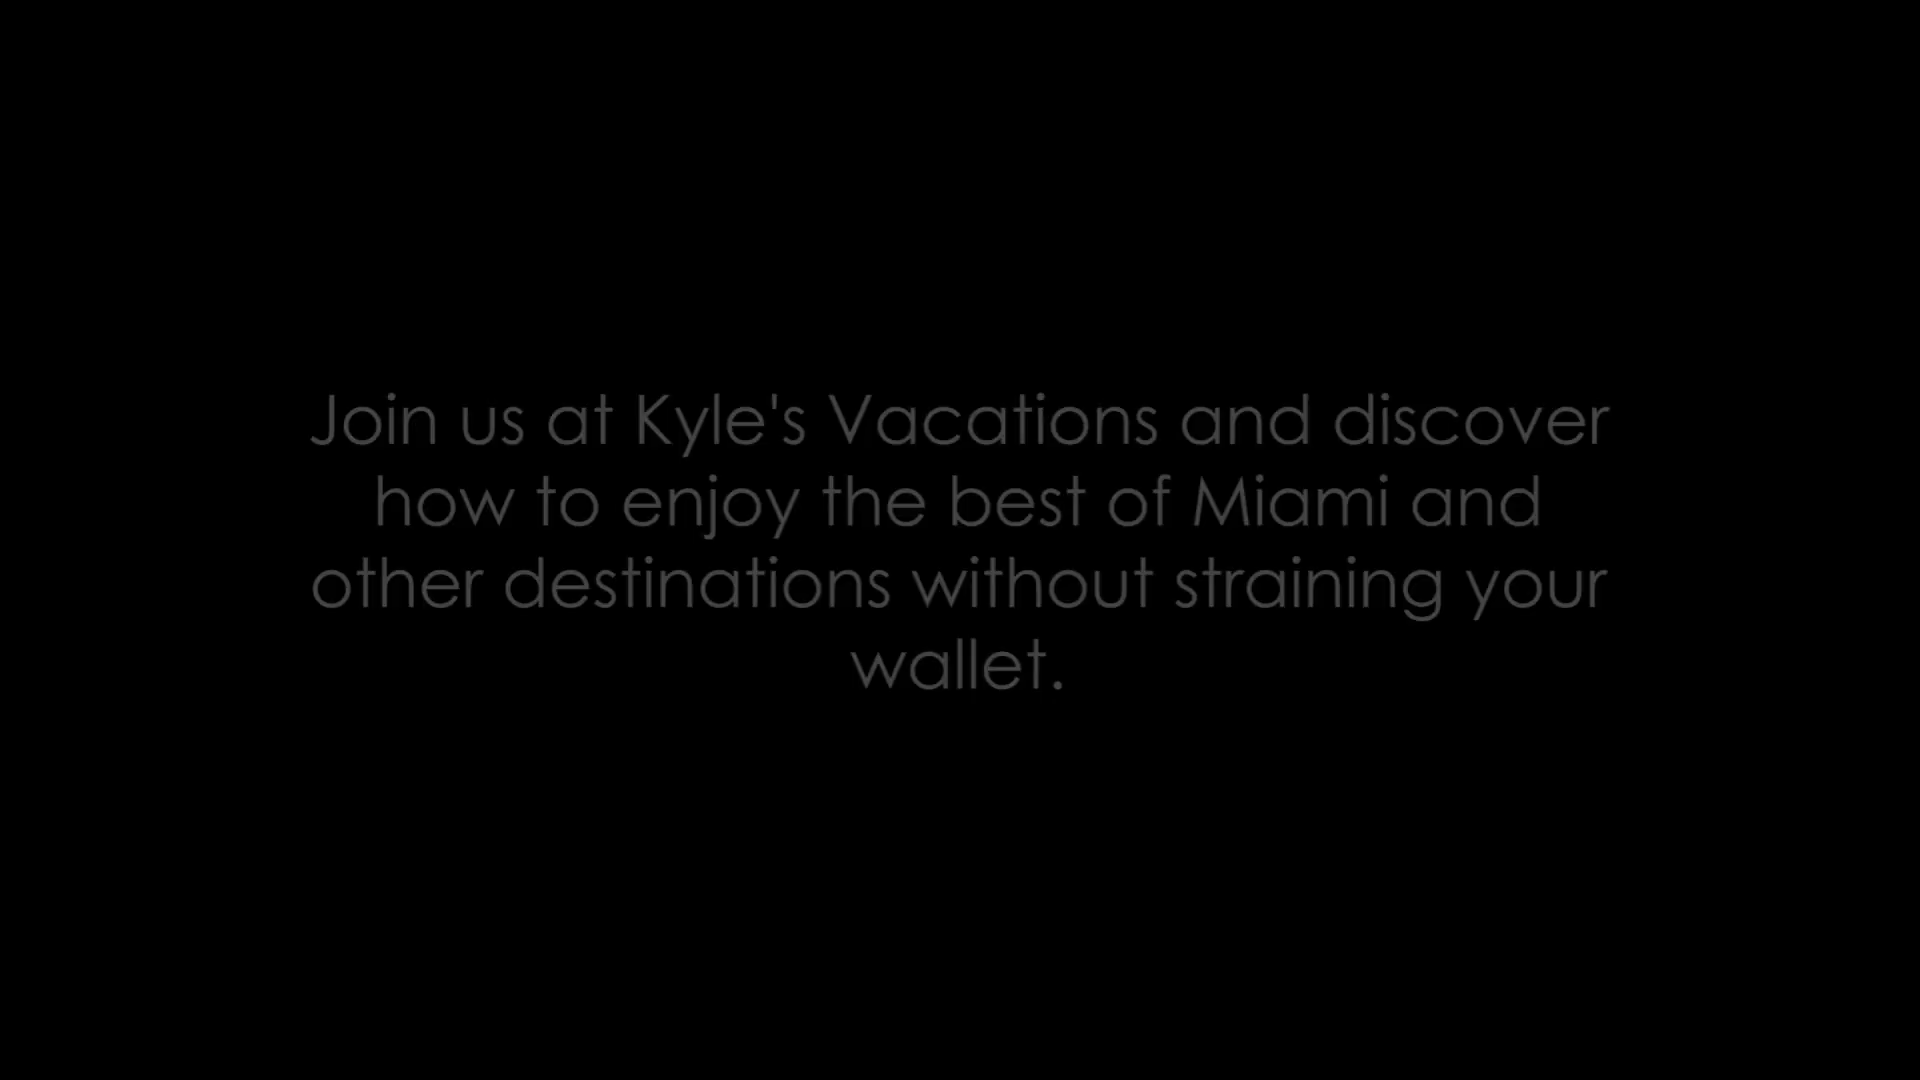 Join us at Kyle's Vacations and discover
how to enjoy the best of Miami and
other destinations without straining your
wallet.